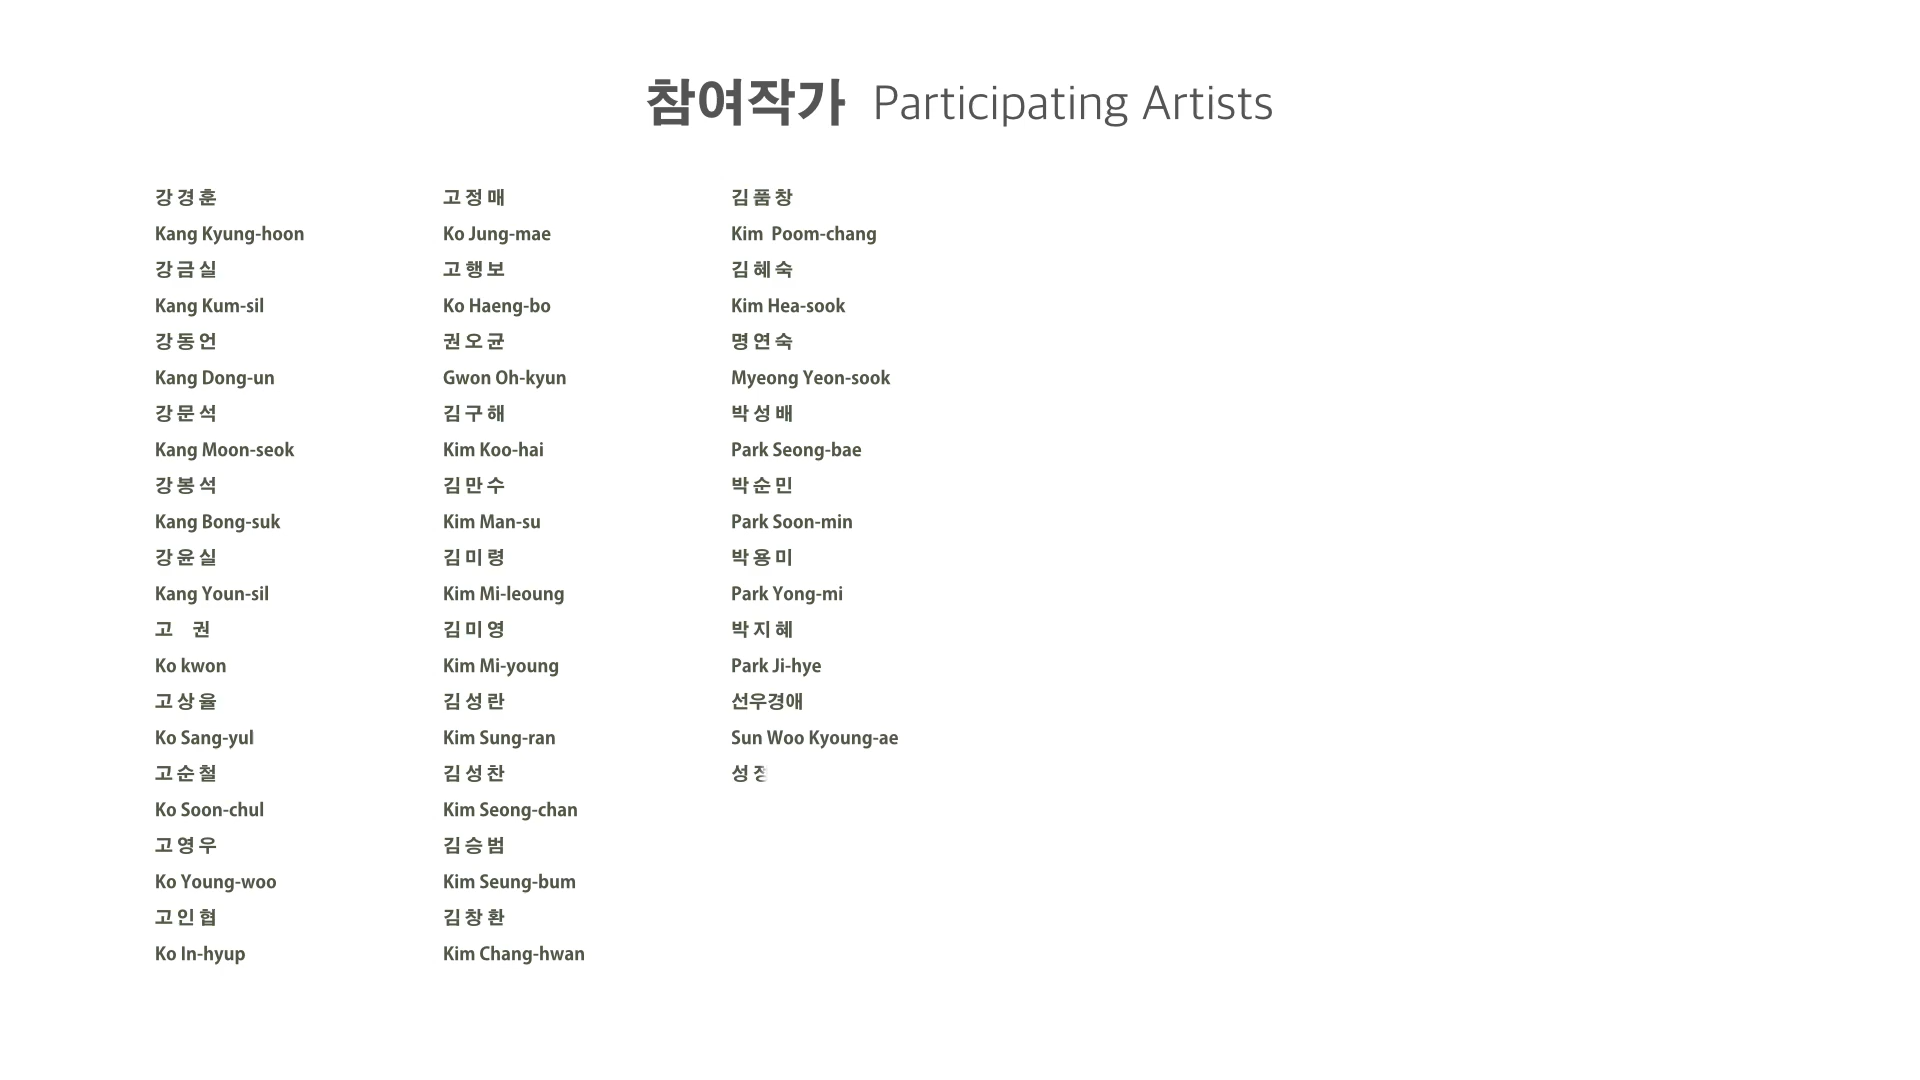 참여작가 Participating Artists
강경훈
Kang Kyung-hoon
강금실
Kang Kum-sil
강동언
Kang Dong-un
강문석
Kang Moon-seok
강봉석
Kang Bong-suk
강윤실
Kang Youn-sil
고 권
Ko kwon
고상율
Ko Sang-yul
고순철
Ko Soon-chul
고영우
Ko Young-woo
고인협
Ko In-hyup
고정매
Ko Jung-mae
고행보
Ko Haeng-bo
권오균
Gwon Oh-kyun
김구해
Kim Koo-hai
김만수
Kim Man-su
김미령
Kim Mi-leoung
김미영
Kim Mi-young
김성란
Kim Sung-ran
김성찬
Kim Seong-chan
김승범
Kim Seung-bum
김창환
Kim Chang-hwan
김품창
Kim Poom-chang
김혜숙
Kim Hea-sook
명연숙
Myeong Yeon-sook
박성배
Park Seong-bae
박순민
Park Soon-min
박용미
Park Yong-mi
박지혜
Park Ji-hye
선우경애
Sun Woo Kyoung-ae
성